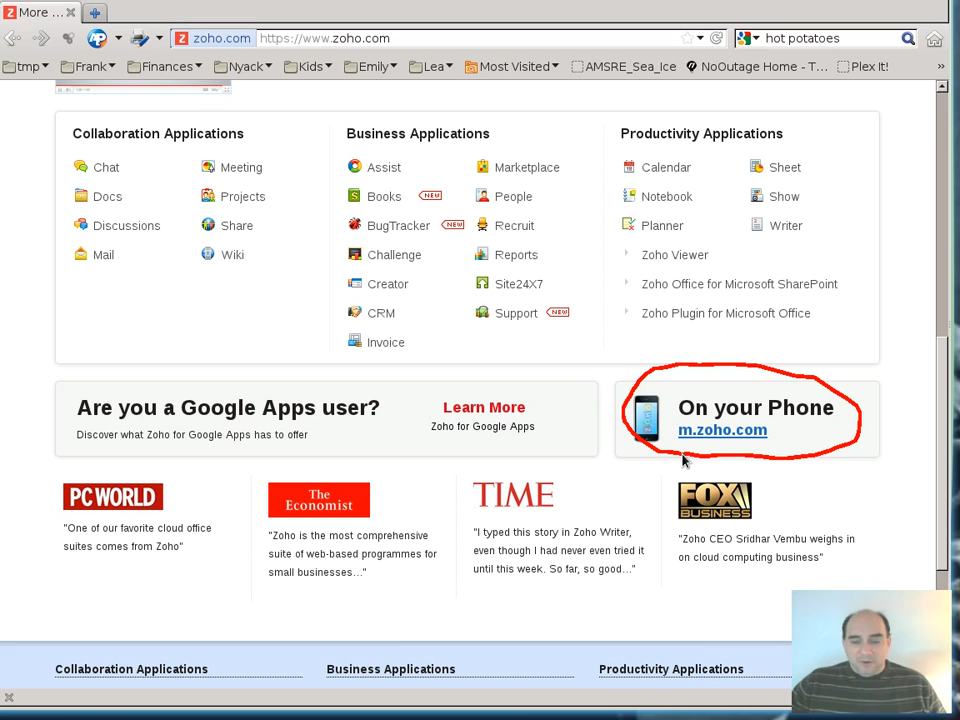 More ...
zoho.com https://www.zoho.com
hot potatoes
tmp Frank Finances Nyack Kids Emily Lea Most Visited AMSRE_Sea_Ice NoOutage Home - T... Plex It! »
Collaboration Applications
Chat Meeting
Docs Projects
Discussions Share
Mail Wiki
Business Applications
Assist Marketplace
Books NEW People
BugTracker NEW Recruit
Challenge Reports
Creator Site24X7
CRM Support NEW
Invoice
Productivity Applications
Calendar Sheet
Notebook Show
Planner Writer
Zoho Viewer
Zoho Office for Microsoft SharePoint
Zoho Plugin for Microsoft Office
Are you a Google Apps user?
Discover what Zoho for Google Apps has to offer
Learn More
Zoho for Google Apps
On your Phone
m.zoho.com
PC WORLD
"One of our favorite cloud office
suites comes from Zoho"
The
Economist
"Zoho is the most comprehensive
suite of web-based programmes for
small businesses..."
TIME
"I typed this story in Zoho Writer,
even though I had never even tried it
until this week. So far, so good..."
FOX
BUSINESS
"Zoho CEO Sridhar Vembu weighs in
on cloud computing business"
Collaboration Applications
Business Applications
Productivity Applications